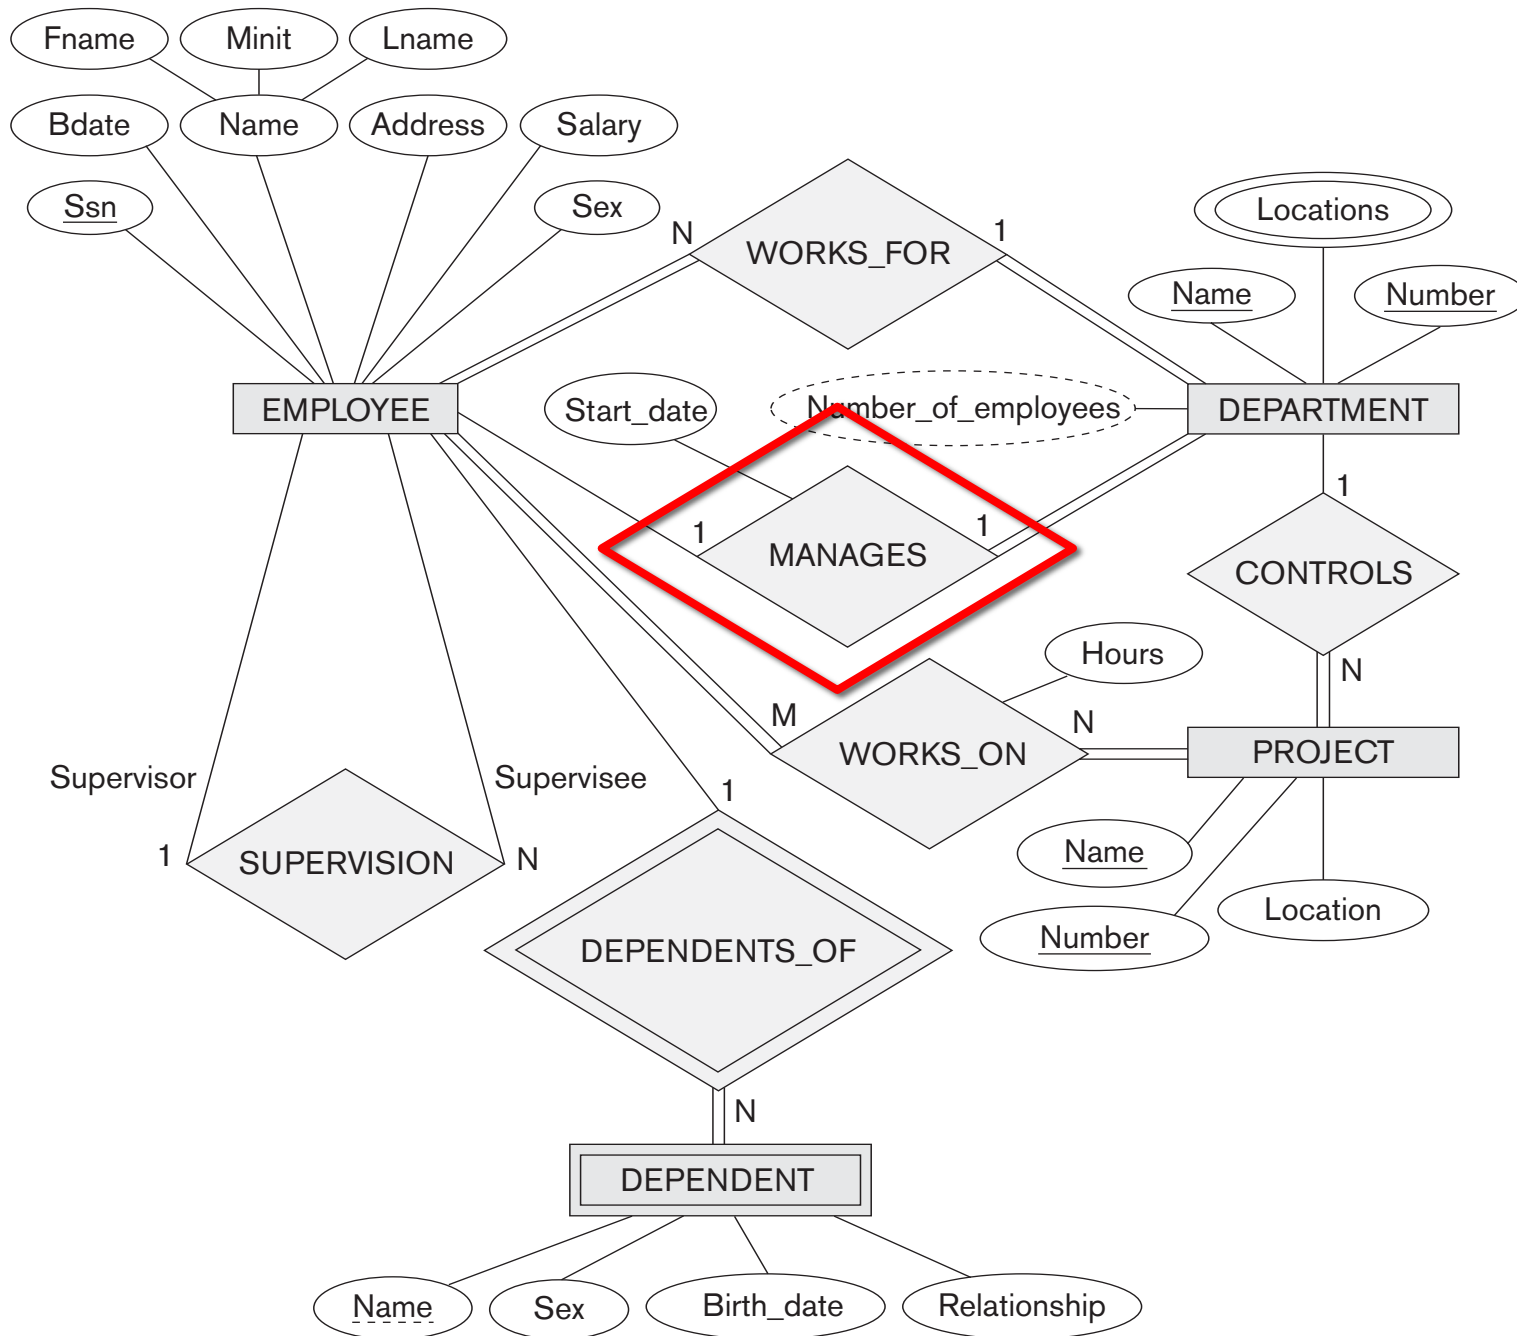 Fname
Minit
Lname
Bdate
Name
Address
Salary
Ssn
Sex
N
WORKS_FOR
1
Locations
Name
Number
EMPLOYEE
Start_date
Number_of_employees
DEPARTMENT
1
MANAGES
1
1
CONTROLS
N
Hours
M
WORKS_ON
N
PROJECT
Supervisor
Supervisee
1
SUPERVISION
N
1
Name
Number
Location
DEPENDENTS_OF
N
DEPENDENT
Name
Sex
Birth_date
Relationship